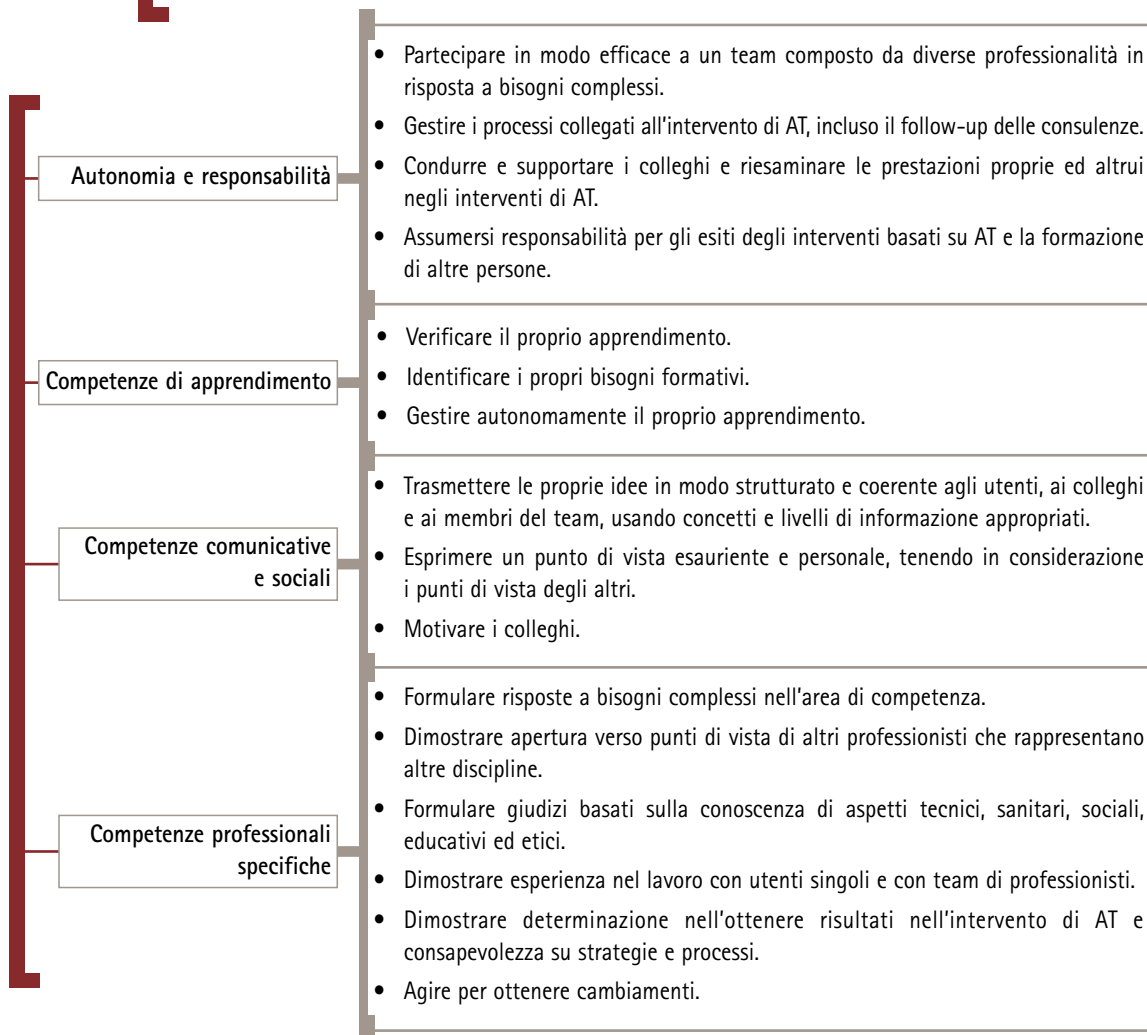 • Partecipare in modo efficace a un team composto da diverse professionalità in
risposta a bisogni complessi.
• Gestire i processi collegati all'intervento di AT, incluso il follow-up delle consulenze.
Autonomia e responsabilità
• Condurre e supportare i colleghi e riesaminare le prestazioni proprie ed altrui
negli interventi di AT.
• Assumersi responsabilità per gli esiti degli interventi basati su AT e la formazione
di altre persone.
Competenze di apprendimento
• Verificare il proprio apprendimento.
• Identificare i propri bisogni formativi.
• Gestire autonomamente il proprio apprendimento.
Competenze comunicative
e sociali
• Trasmettere le proprie idee in modo strutturato e coerente agli utenti, ai colleghi
e ai membri del team, usando concetti e livelli di informazione appropriati.
• Esprimere un punto di vista esauriente e personale, tenendo in considerazione
i punti di vista degli altri.
• Motivare i colleghi.
Competenze professionali
specifiche
• Formulare risposte a bisogni complessi nell'area di competenza.
• Dimostrare apertura verso punti di vista di altri professionisti che rappresentano
altre discipline.
• Formulare giudizi basati sulla conoscenza di aspetti tecnici, sanitari, sociali,
educativi ed etici.
• Dimostrare esperienza nel lavoro con utenti singoli e con team di professionisti.
• Dimostrare determinazione nell'ottenere risultati nell'intervento di AT e
consapevolezza su strategie e processi.
• Agire per ottenere cambiamenti.